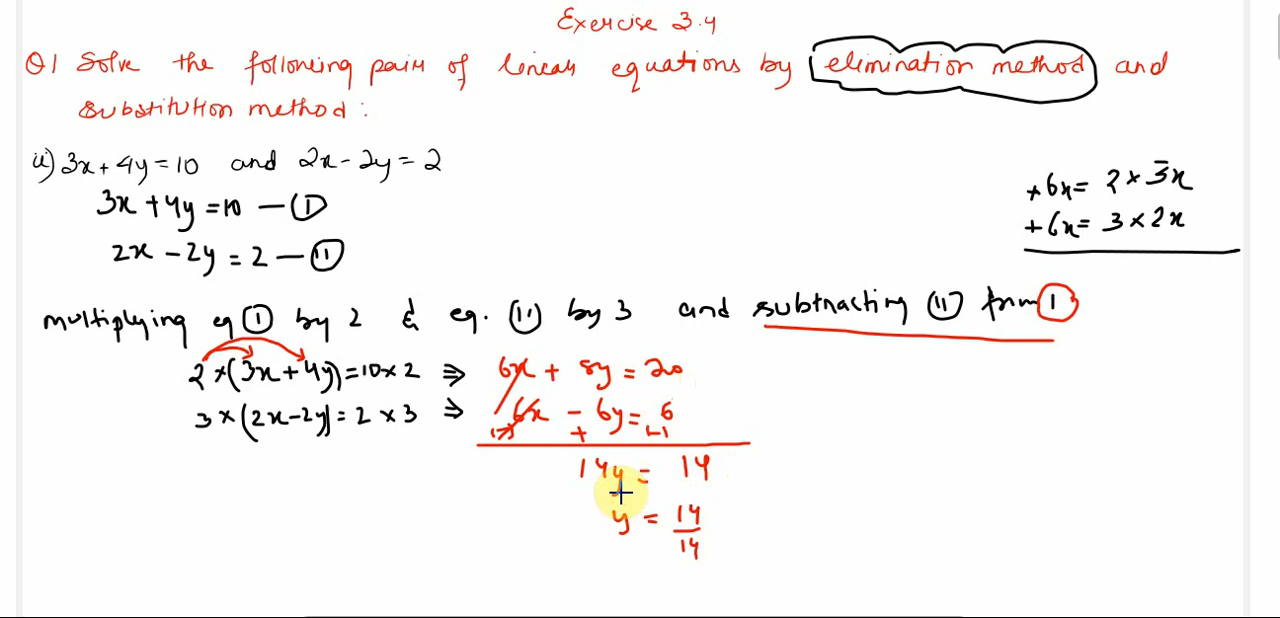 Exercise 3.4
Q1 Solve the following pair of linear equations by elimination method and
substitution method:
ii) 3x+4y=10 and 2x-2y=2
3x+4y=10 — (I)
2x-2y=2 — (II)
+6x= 2×3x
+6x= 3×2x
multiplying eq (I) by 2 & eq. (II) by 3 and subtracting (II) from (I)
2×(3x+4y)=10×2 ⇒ 6x + 8y = 20
3×(2x-2y)=2×3 ⇒ 6x - 6y = 6
(-) + (-)
14y = 14
y = 14/14